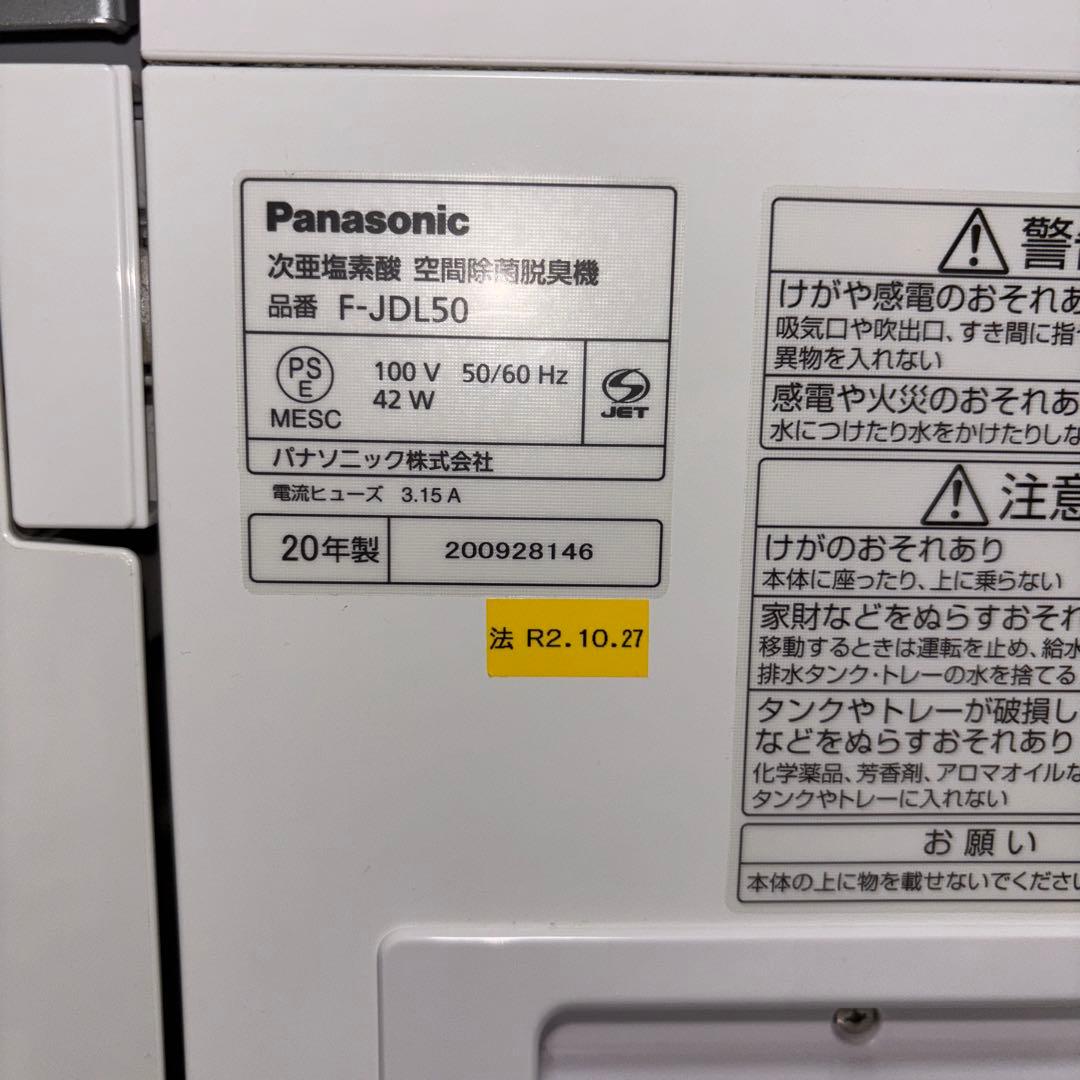 Panasonic
次亜塩素酸 空間除菌脱臭機
品番 F-JDL50
PS
E
MESC
100 V 50/60 Hz
42 W
JET
パナソニック株式会社
電流ヒューズ 3.15 A
20年製 200928146
法 R2.10.27
警
けがや感電のおそれあ
吸気口や吹出口、すき間に指
異物を入れない
感電や火災のおそれあ
水につけたり水をかけたりしな
注意
けがのおそれあり
本体に座ったり、上に乗らない
家財などをぬらすおそれ
移動するときは運転を止め、給水
排水タンク・トレーの水を捨てる
タンクやトレーが破損し
などをぬらすおそれあり
化学薬品、芳香剤、アロマオイルな
タンクやトレーに入れない
お願い
本体の上に物を載せないでください